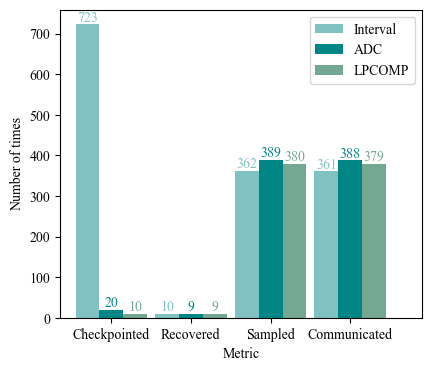 723
Interval
ADC
LPCOMP
700
600
500
400
300
200
100
0
Number of times
20
10
10
9
9
362
389
380
361
388
379
Checkpointed
Recovered
Sampled
Communicated
Metric